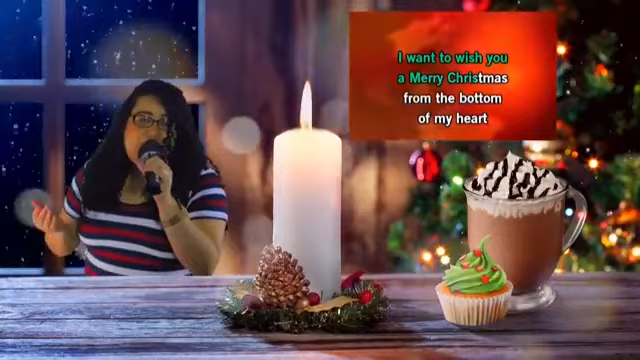 I want to wish you
a Merry Christmas
from the bottom
of my heart